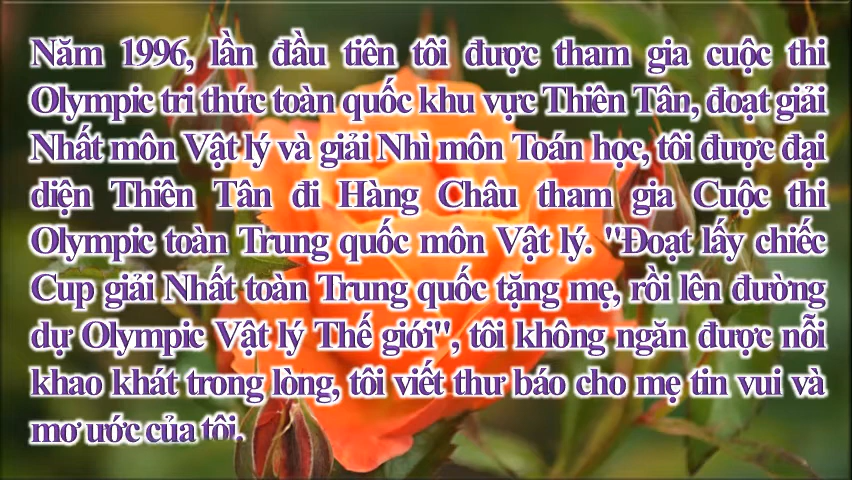 Năm 1996, lần đầu tiên tôi được tham gia cuộc thi
Olympic tri thức toàn quốc khu vực Thiên Tân, đoạt giải
Nhất môn Vật lý và giải Nhì môn Toán học, tôi được đại
diện Thiên Tân đi Hàng Châu tham gia Cuộc thi
Olympic toàn Trung quốc môn Vật lý. "Đoạt lấy chiếc
Cup giải Nhất toàn Trung quốc tặng mẹ, rồi lên đường
dự Olympic Vật lý Thế giới", tôi không ngăn được nỗi
khao khát trong lòng, tôi viết thư báo cho mẹ tin vui và
mơ ước của tôi.